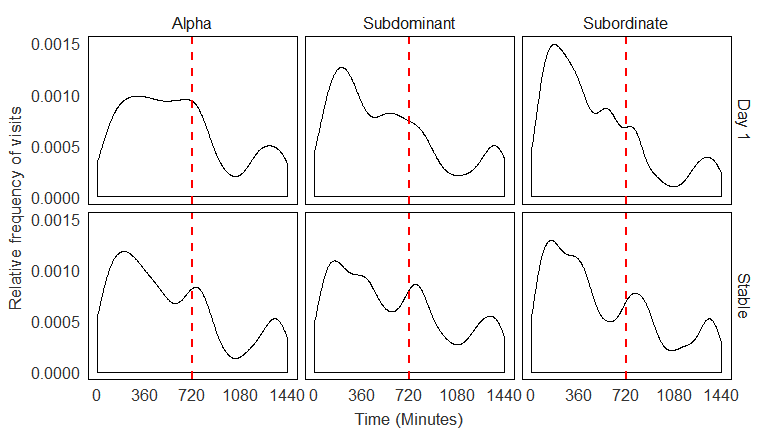 Alpha Subdominant Subordinate
0.0015
0.0010
0.0005
0.0000
Day 1
0.0015
0.0010
0.0005
0.0000
Stable
Relative frequency of visits
0 360 720 1080 1440 0 360 720 1080 1440 0 360 720 1080 1440
Time (Minutes)